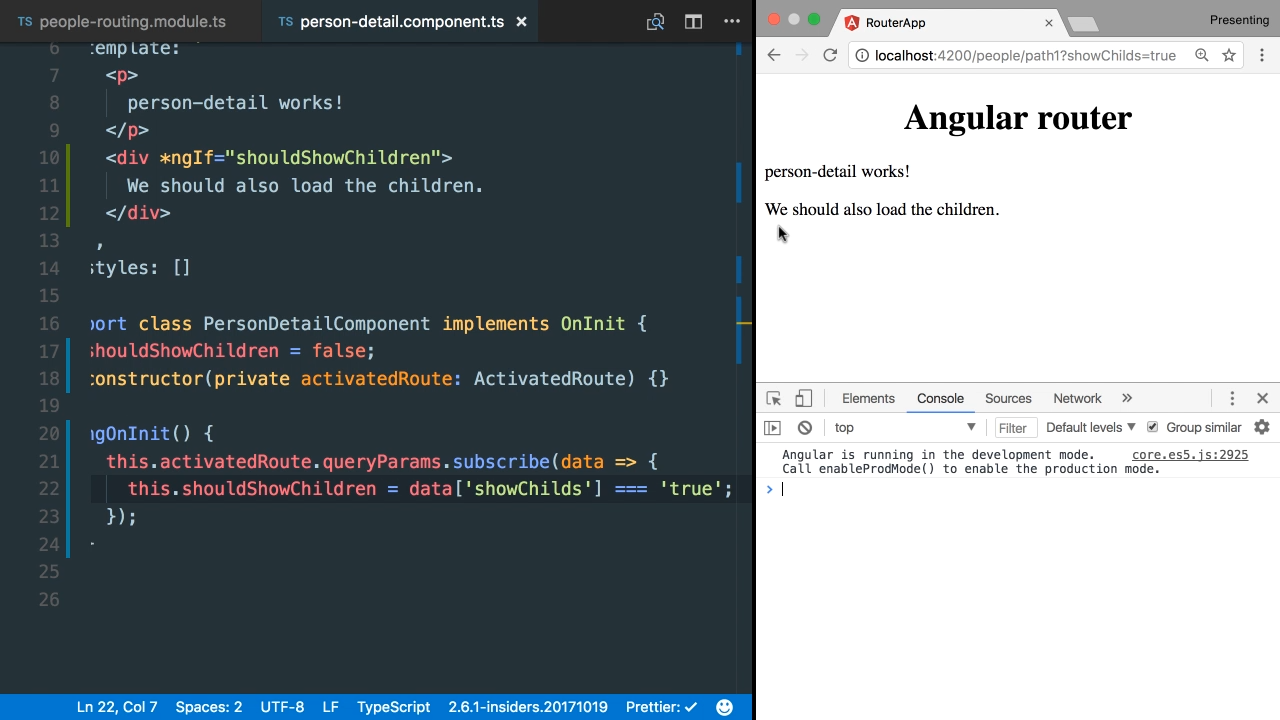 TS people-routing.module.ts
TS person-detail.component.ts ×
6 template: `
7 <p>
8 person-detail works!
9 </p>
10 <div *ngIf="shouldShowChildren">
11 We should also load the children.
12 </div>
13 ,
14 styles: []
15
16 port class PersonDetailComponent implements OnInit {
17 shouldShowChildren = false;
18 constructor(private activatedRoute: ActivatedRoute) {}
19
20 ngOnInit() {
21 this.activatedRoute.queryParams.subscribe(data => {
22 this.shouldShowChildren = data['showChilds'] === 'true';
23 });
24
25
26
Ln 22, Col 7 Spaces: 2 UTF-8 LF TypeScript 2.6.1-insiders.20171019 Prettier: ✓
RouterApp ×
Presenting
localhost:4200/people/path1?showChilds=true
Angular router
person-detail works!
We should also load the children.
Elements Console Sources Network »
top Filter Default levels ▼ Group similar
Angular is running in the development mode. core.es5.js:2925
Call enableProdMode() to enable the production mode.
>